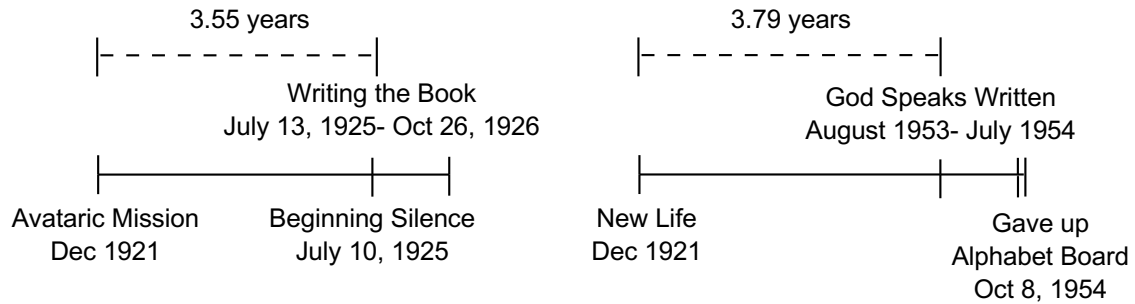 3.55 years
Writing the Book
July 13, 1925- Oct 26, 1926
Avataric Mission
Dec 1921
Beginning Silence
July 10, 1925
3.79 years
God Speaks Written
August 1953- July 1954
New Life
Dec 1921
Gave up
Alphabet Board
Oct 8, 1954